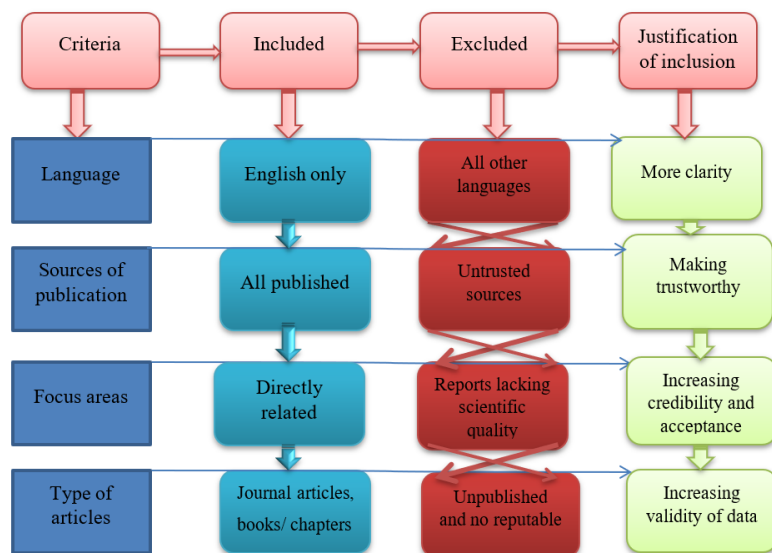 Criteria
Included
Excluded
Justification
of inclusion
Language
English only
All other
languages
More clarity
Sources of
publication
All published
Untrusted
sources
Making
trustworthy
Focus areas
Directly
related
Reports lacking
scientific
quality
Increasing
credibility and
acceptance
Type of
articles
Journal articles,
books/ chapters
Unpublished
and no reputable
Increasing
validity of data